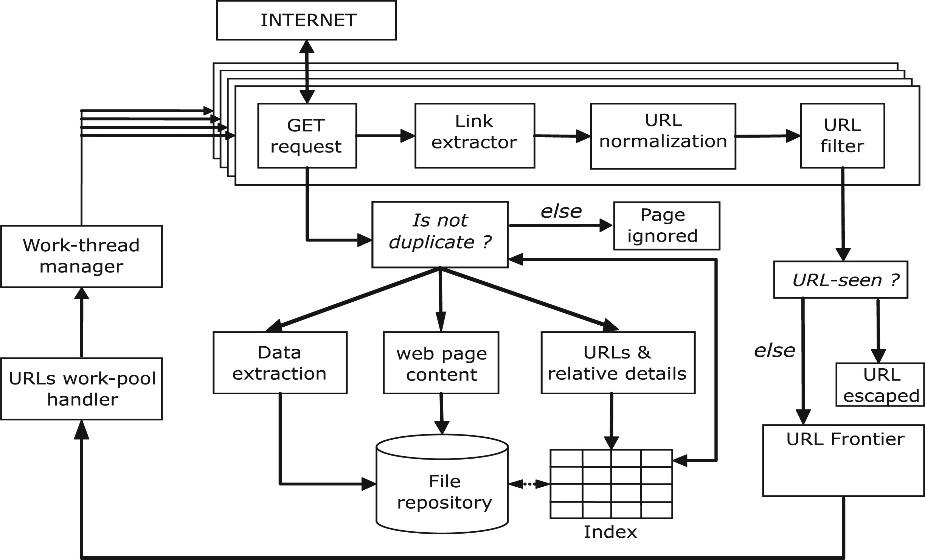 INTERNET
GET
request
Link
extractor
URL
normalization
URL
filter
Is not
duplicate ?
else
Page
ignored
Work-thread
manager
URL-seen ?
Data
extraction
web page
content
URLs &
relative details
else
URL
escaped
URLs work-pool
handler
URL Frontier
File
repository
Index